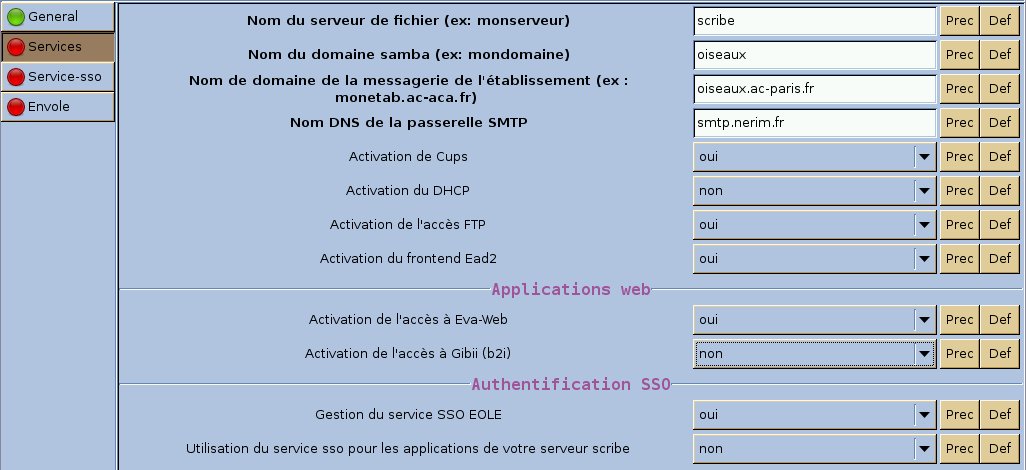 General
Services
Service-sso
Envole
Nom du serveur de fichier (ex: monserveur) scribe Prec Def
Nom du domaine samba (ex: mondomaine) oiseaux Prec Def
Nom de domaine de la messagerie de l'établissement (ex :
monetab.ac-aca.fr) oiseaux.ac-paris.fr Prec Def
Nom DNS de la passerelle SMTP smtp.nerim.fr Prec Def
Activation de Cups oui Prec Def
Activation du DHCP non Prec Def
Activation de l'accès FTP oui Prec Def
Activation du frontend Ead2 oui Prec Def
Applications web
Activation de l'accès à Eva-Web oui Prec Def
Activation de l'accès à Gibii (b2i) non Prec Def
Authentification SSO
Gestion du service SSO EOLE oui Prec Def
Utilisation du service sso pour les applications de votre serveur scribe non Prec Def